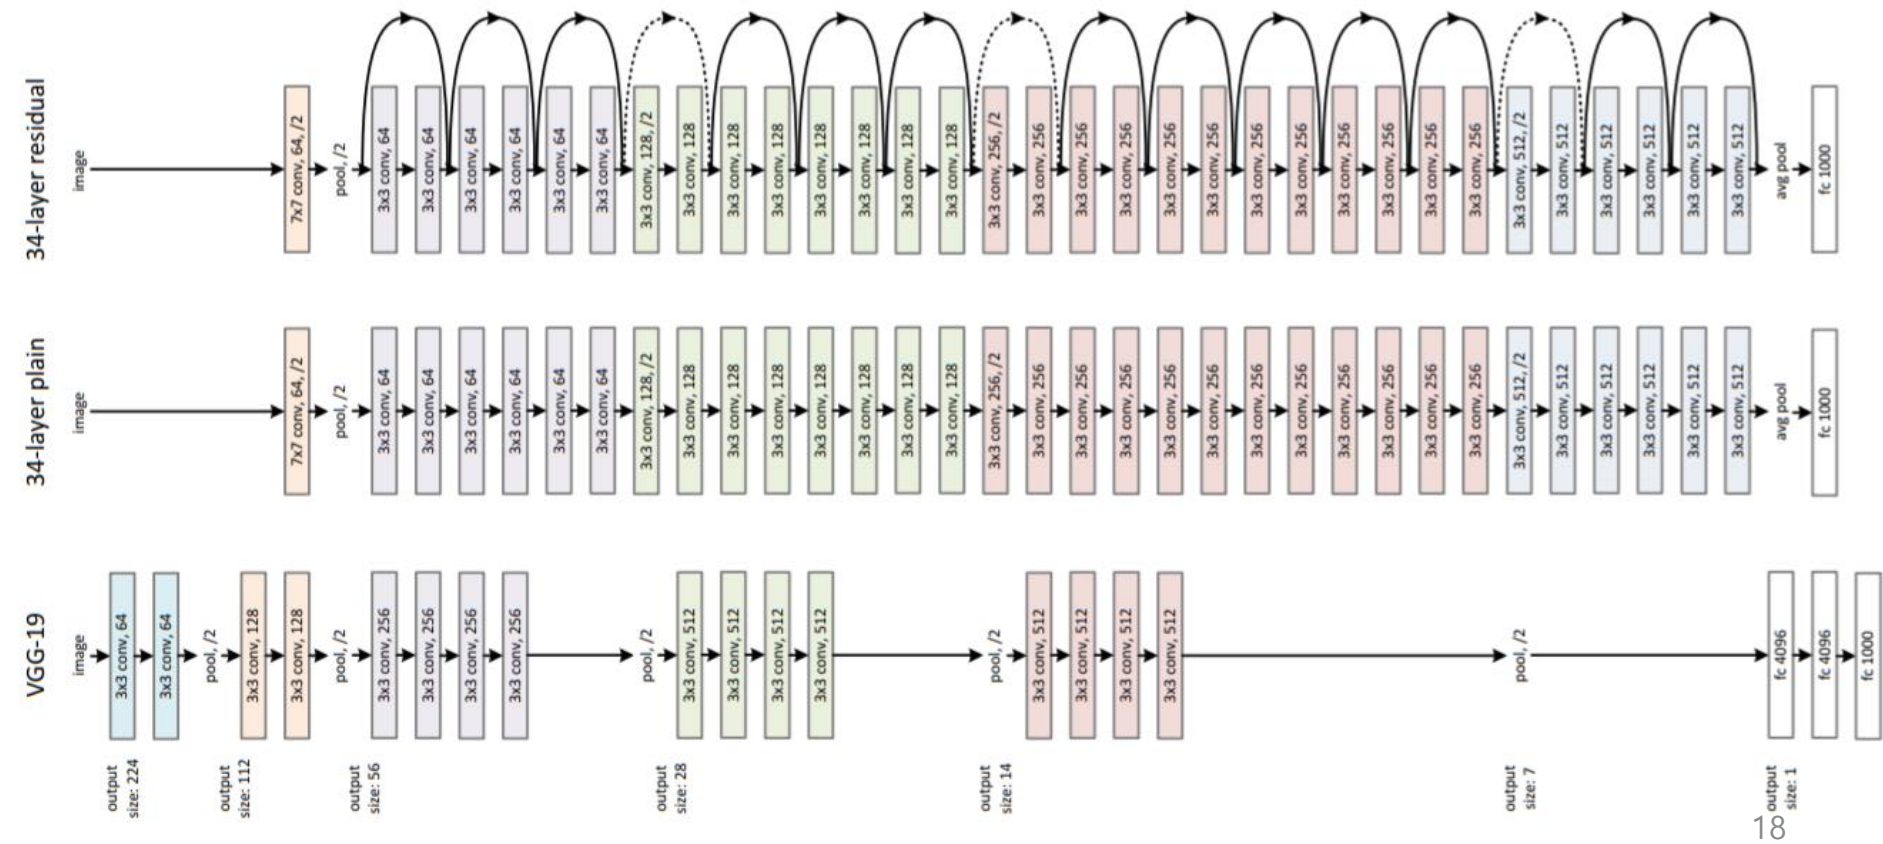 34-layer residual
image
7x7 conv, 64, /2
pool, /2
3x3 conv, 64
3x3 conv, 64
3x3 conv, 64
3x3 conv, 64
3x3 conv, 64
3x3 conv, 64
3x3 conv, 128, /2
3x3 conv, 128
3x3 conv, 128
3x3 conv, 128
3x3 conv, 128
3x3 conv, 128
3x3 conv, 128
3x3 conv, 128
3x3 conv, 256, /2
3x3 conv, 256
3x3 conv, 256
3x3 conv, 256
3x3 conv, 256
3x3 conv, 256
3x3 conv, 256
3x3 conv, 256
3x3 conv, 256
3x3 conv, 256
3x3 conv, 256
3x3 conv, 256
3x3 conv, 512, /2
3x3 conv, 512
3x3 conv, 512
3x3 conv, 512
3x3 conv, 512
3x3 conv, 512
avg pool
fc 1000
34-layer plain
image
7x7 conv, 64, /2
pool, /2
3x3 conv, 64
3x3 conv, 64
3x3 conv, 64
3x3 conv, 64
3x3 conv, 64
3x3 conv, 64
3x3 conv, 128, /2
3x3 conv, 128
3x3 conv, 128
3x3 conv, 128
3x3 conv, 128
3x3 conv, 128
3x3 conv, 128
3x3 conv, 128
3x3 conv, 256, /2
3x3 conv, 256
3x3 conv, 256
3x3 conv, 256
3x3 conv, 256
3x3 conv, 256
3x3 conv, 256
3x3 conv, 256
3x3 conv, 256
3x3 conv, 256
3x3 conv, 256
3x3 conv, 256
3x3 conv, 512, /2
3x3 conv, 512
3x3 conv, 512
3x3 conv, 512
3x3 conv, 512
3x3 conv, 512
avg pool
fc 1000
VGG-19
image
3x3 conv, 64
3x3 conv, 64
pool, /2
3x3 conv, 128
3x3 conv, 128
pool, /2
3x3 conv, 256
3x3 conv, 256
3x3 conv, 256
3x3 conv, 256
pool, /2
3x3 conv, 512
3x3 conv, 512
3x3 conv, 512
3x3 conv, 512
pool, /2
3x3 conv, 512
3x3 conv, 512
3x3 conv, 512
3x3 conv, 512
pool, /2
fc 4096
fc 4096
fc 1000
output
size: 224
output
size: 112
output
size: 56
output
size: 28
output
size: 14
output
size: 7
output
size: 1
18